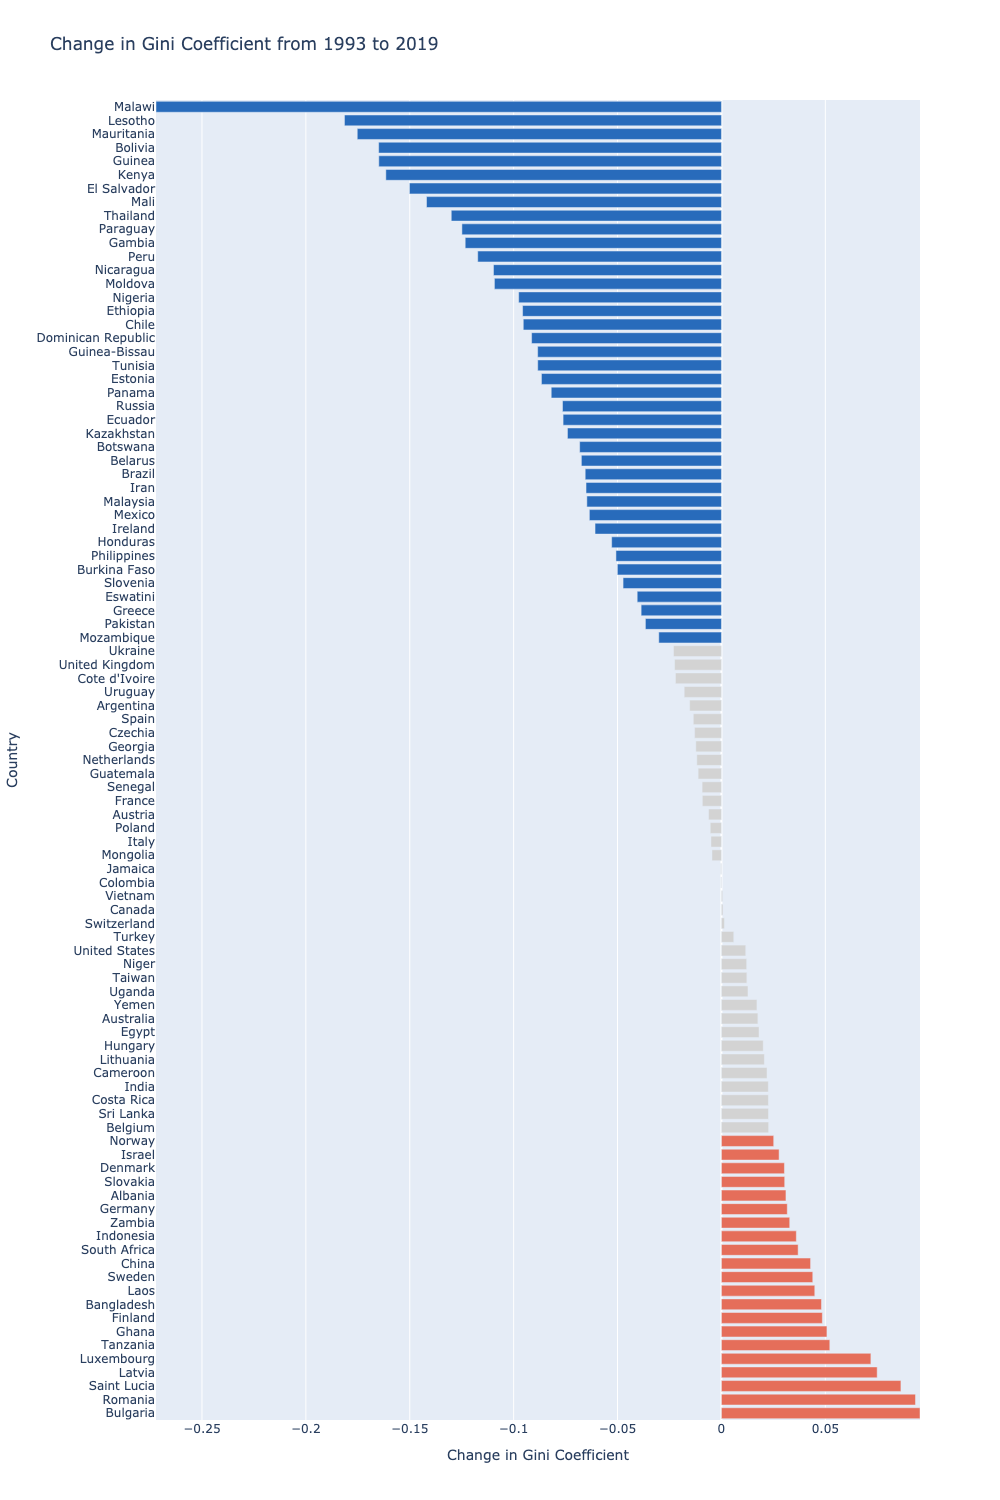 Change in Gini Coefficient from 1993 to 2019
Malawi
Lesotho
Mauritania
Bolivia
Guinea
Kenya
El Salvador
Mali
Thailand
Paraguay
Gambia
Peru
Nicaragua
Moldova
Nigeria
Ethiopia
Chile
Dominican Republic
Guinea-Bissau
Tunisia
Estonia
Panama
Russia
Ecuador
Kazakhstan
Botswana
Belarus
Brazil
Iran
Malaysia
Mexico
Ireland
Honduras
Philippines
Burkina Faso
Slovenia
Eswatini
Greece
Pakistan
Mozambique
Ukraine
United Kingdom
Cote d'Ivoire
Uruguay
Argentina
Spain
Czechia
Georgia
Netherlands
Guatemala
Senegal
France
Austria
Poland
Italy
Mongolia
Jamaica
Colombia
Vietnam
Canada
Switzerland
Turkey
United States
Niger
Taiwan
Uganda
Yemen
Australia
Egypt
Hungary
Lithuania
Cameroon
India
Costa Rica
Sri Lanka
Belgium
Norway
Israel
Denmark
Slovakia
Albania
Germany
Zambia
Indonesia
South Africa
China
Sweden
Laos
Bangladesh
Finland
Ghana
Tanzania
Luxembourg
Latvia
Saint Lucia
Romania
Bulgaria
Country
−0.25 −0.2 −0.15 −0.1 −0.05 0 0.05
Change in Gini Coefficient